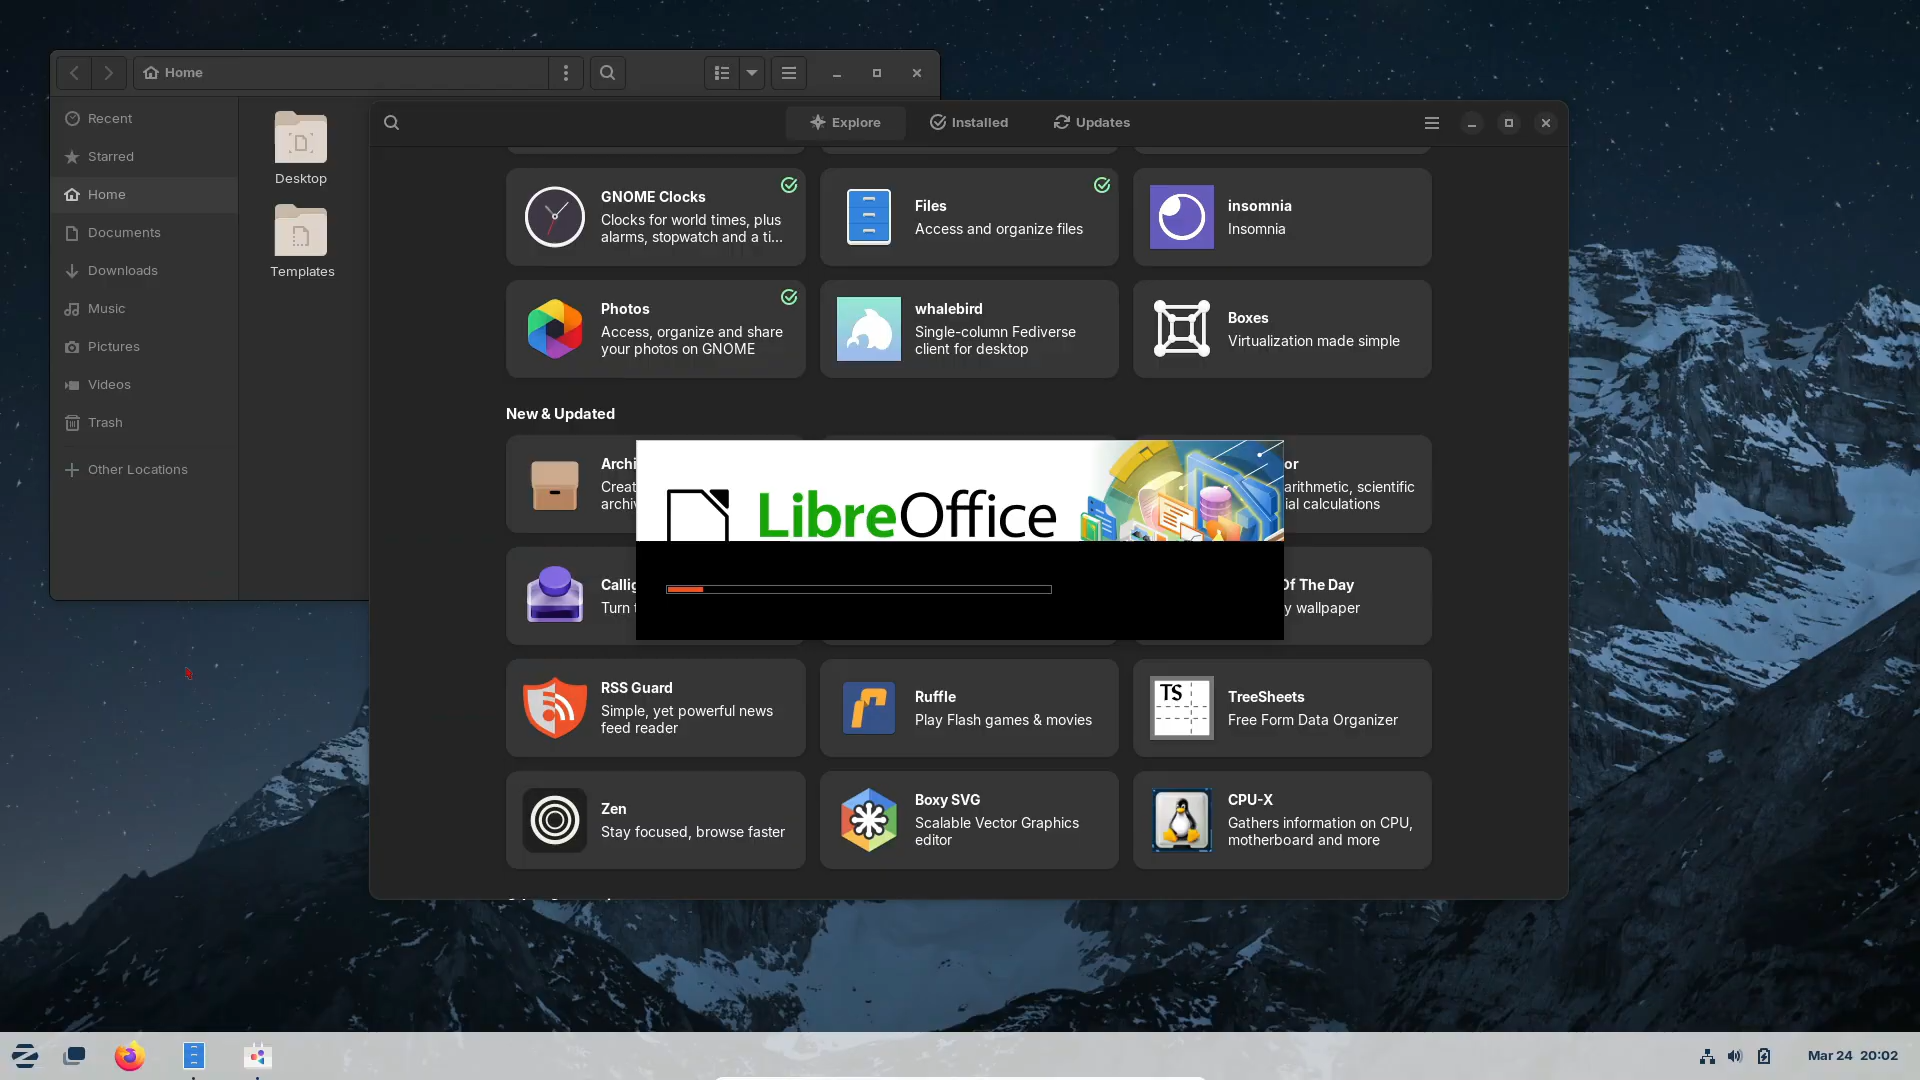 Home
Recent
Starred
Home
Documents
Downloads
Music
Pictures
Videos
Trash
Other Locations
Desktop
Templates
Explore
Installed
Updates
GNOME Clocks
Clocks for world times, plus
alarms, stopwatch and a ti...
Files
Access and organize files
insomnia
Insomnia
Photos
Access, organize and share
your photos on GNOME
whalebird
Single-column Fediverse
client for desktop
Boxes
Virtualization made simple
New & Updated
Archi
Creat
archiv
LibreOffice
or
arithmetic, scientific
ial calculations
Callig
Turn t
Of The Day
y wallpaper
RSS Guard
Simple, yet powerful news
feed reader
Ruffle
Play Flash games & movies
TS
TreeSheets
Free Form Data Organizer
Zen
Stay focused, browse faster
Boxy SVG
Scalable Vector Graphics
editor
CPU-X
Gathers information on CPU,
motherboard and more
Mar 24 20:02